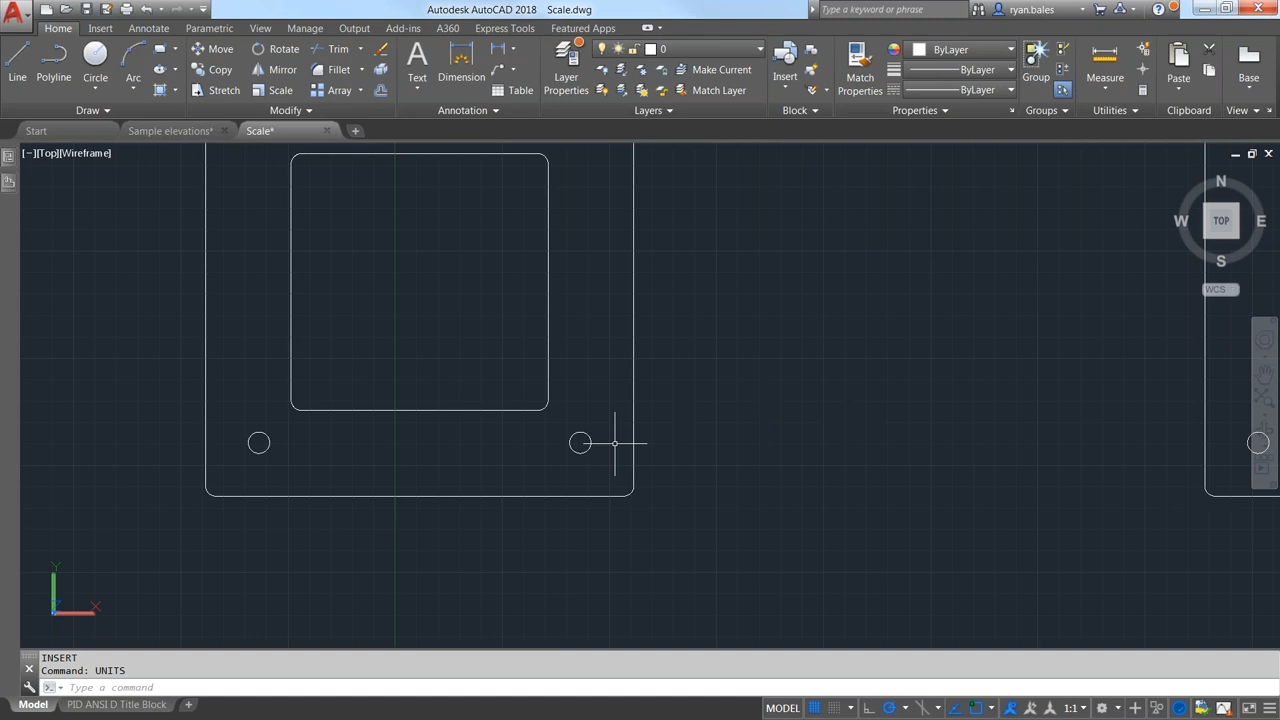 Autodesk AutoCAD 2018 Scale.dwg
Type a keyword or phrase
ryan.bales
Home Insert Annotate Parametric View Manage Output Add-ins A360 Express Tools Featured Apps
Line Polyline Circle Arc
Move Rotate Trim
Copy Mirror Fillet
Stretch Scale Array
Text Dimension Table
Layer Properties
0
Make Current
Match Layer
Insert
Match Properties
ByLayer
ByLayer
ByLayer
Group Measure Paste Base
Draw Modify Annotation Layers Block Properties Groups Utilities Clipboard View
Start Sample elevations* Scale*
[−][Top][Wireframe]
N
W TOP E
S
WCS
Y
X
INSERT
Command: UNITS
Type a command
Model PID ANSI D Title Block
MODEL 1:1